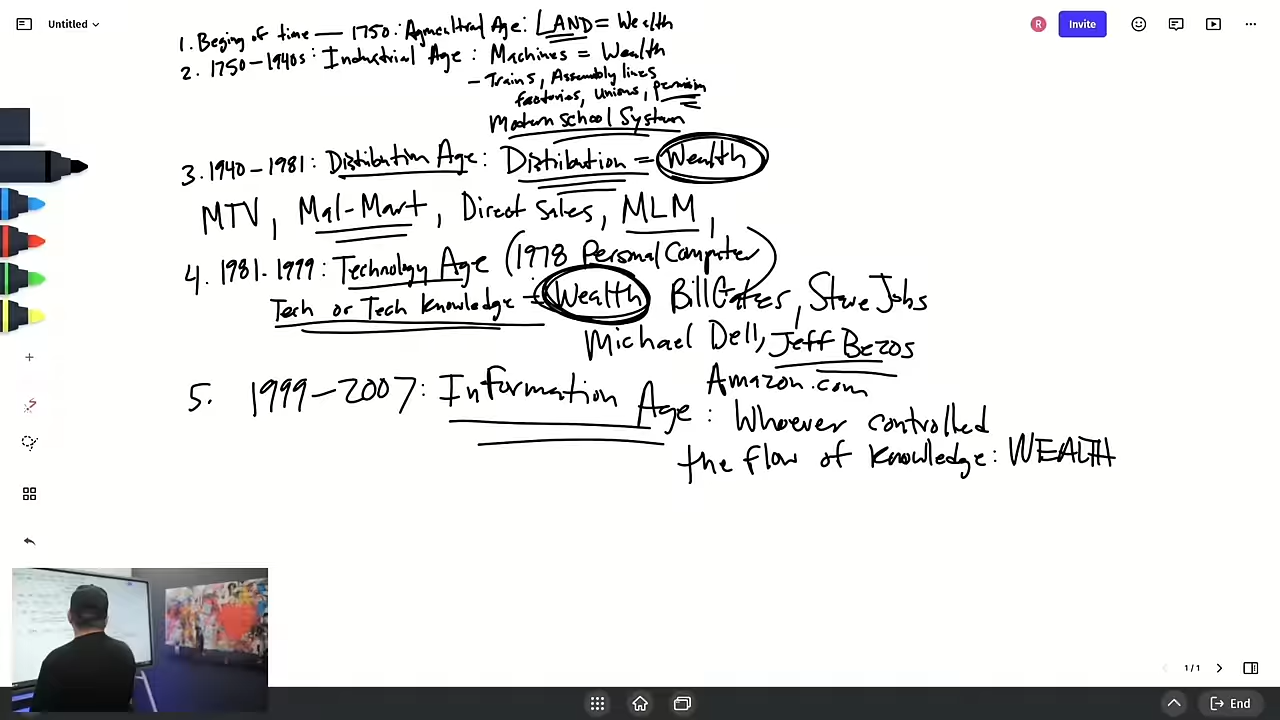 Untitled
R
Invite
1. Beging of time — 1750: Agricultral Age: LAND = Wealth
2. 1750-1940s: Industrial Age: Machines = Wealth
- Trains, Assembly lines
factories, unions, permission
Modern School System
3. 1940-1981: Distribution Age: Distribution = Wealth
MTV, Wal-Mart, Direct Sales, MLM,
4. 1981-1999: Technology Age (1978 Personal Computer)
Tech or Tech Knowledge = Wealth Bill Gates, Steve Jobs
Michael Dell, Jeff Bezos
Amazon.com
5. 1999-2007: Information Age: Whoever controlled
the flow of Knowledge: WEALTH
1/1
End